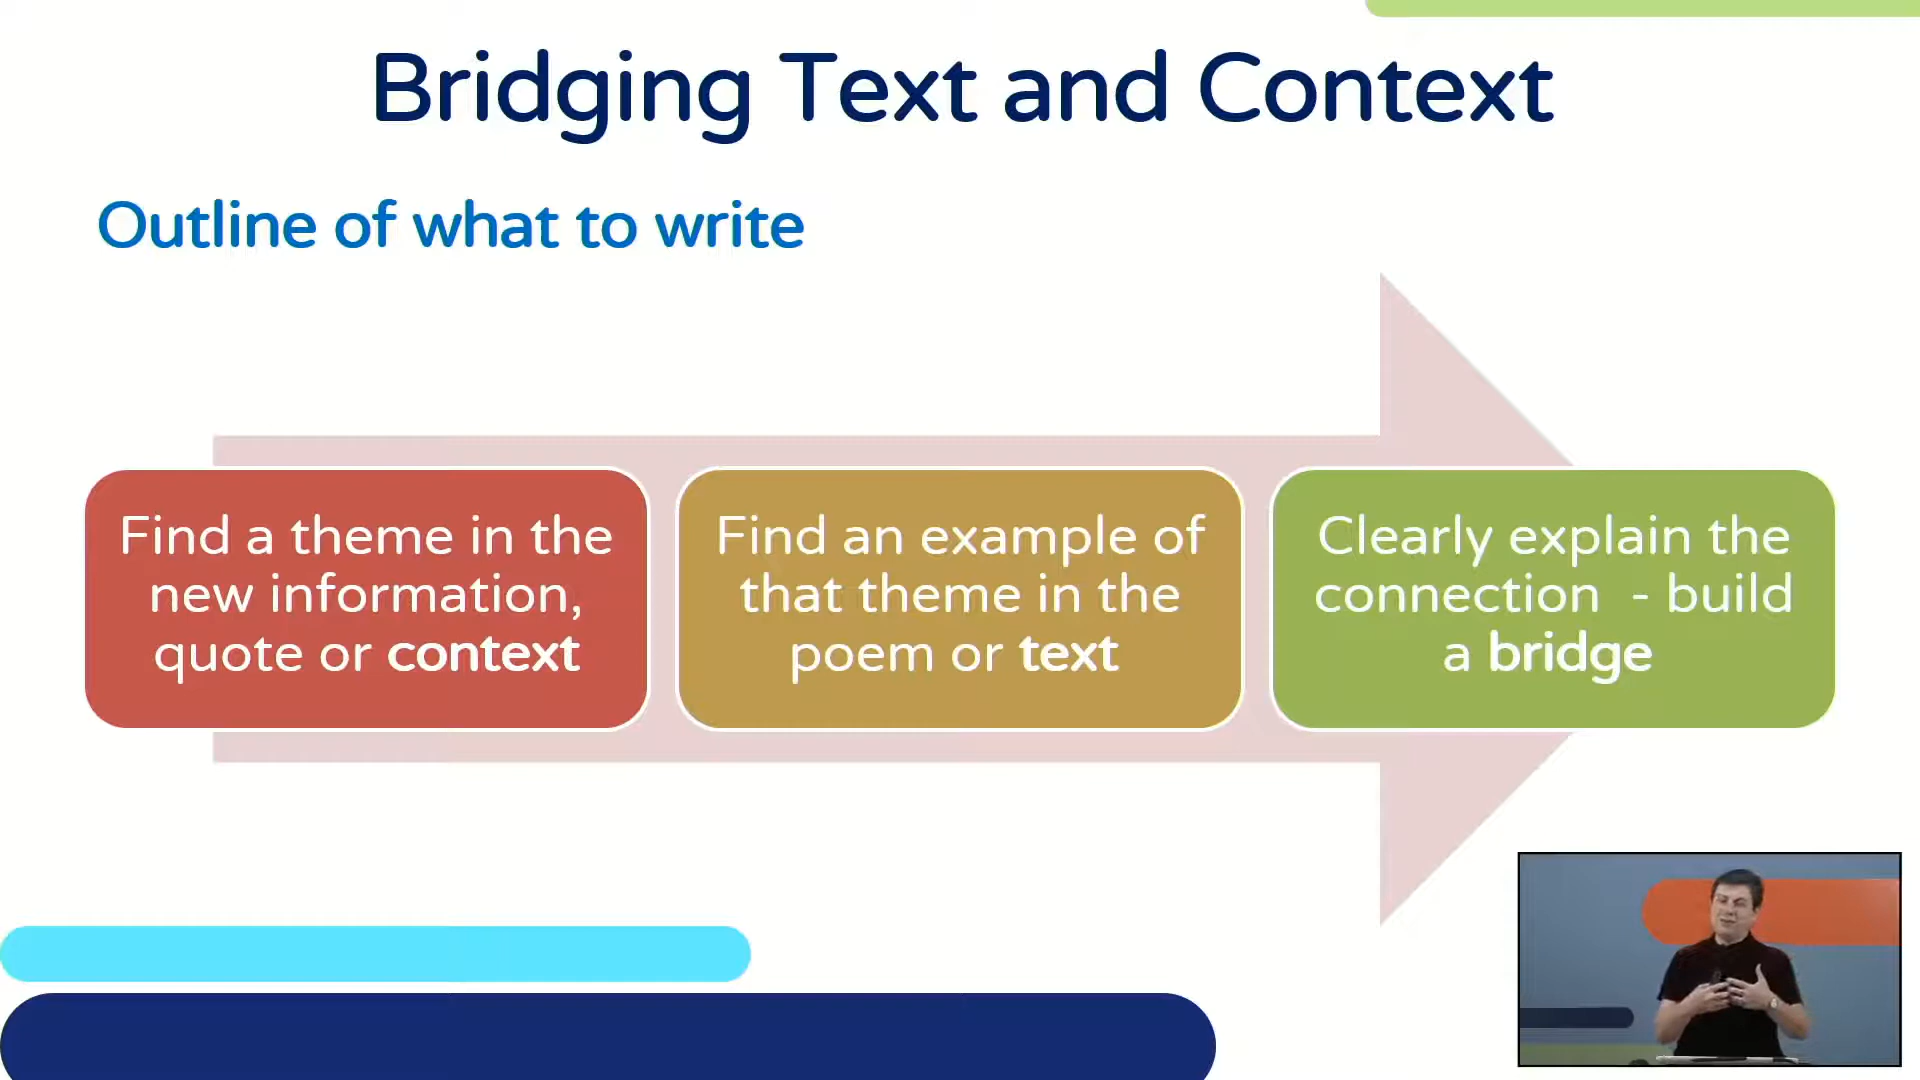 Bridging Text and Context
Outline of what to write
Find a theme in the
new information,
quote or context
Find an example of
that theme in the
poem or text
Clearly explain the
connection - build
a bridge